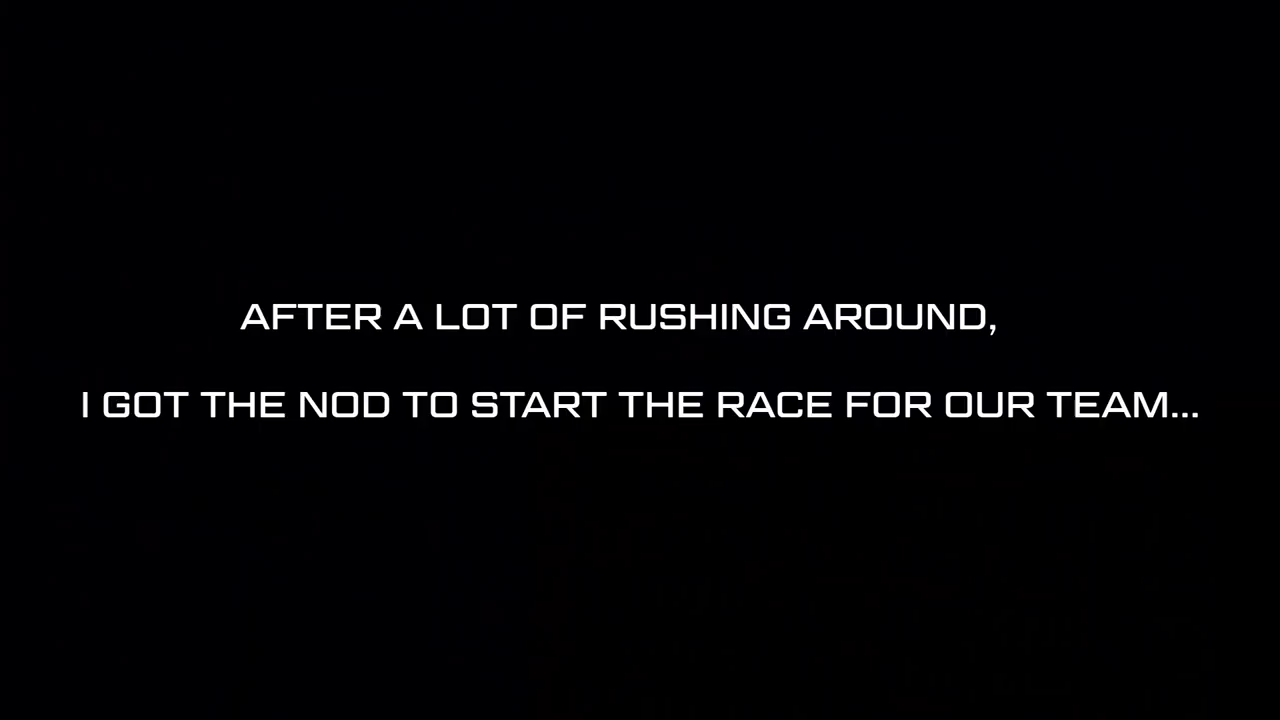 AFTER A LOT OF RUSHING AROUND,
I GOT THE NOD TO START THE RACE FOR OUR TEAM...